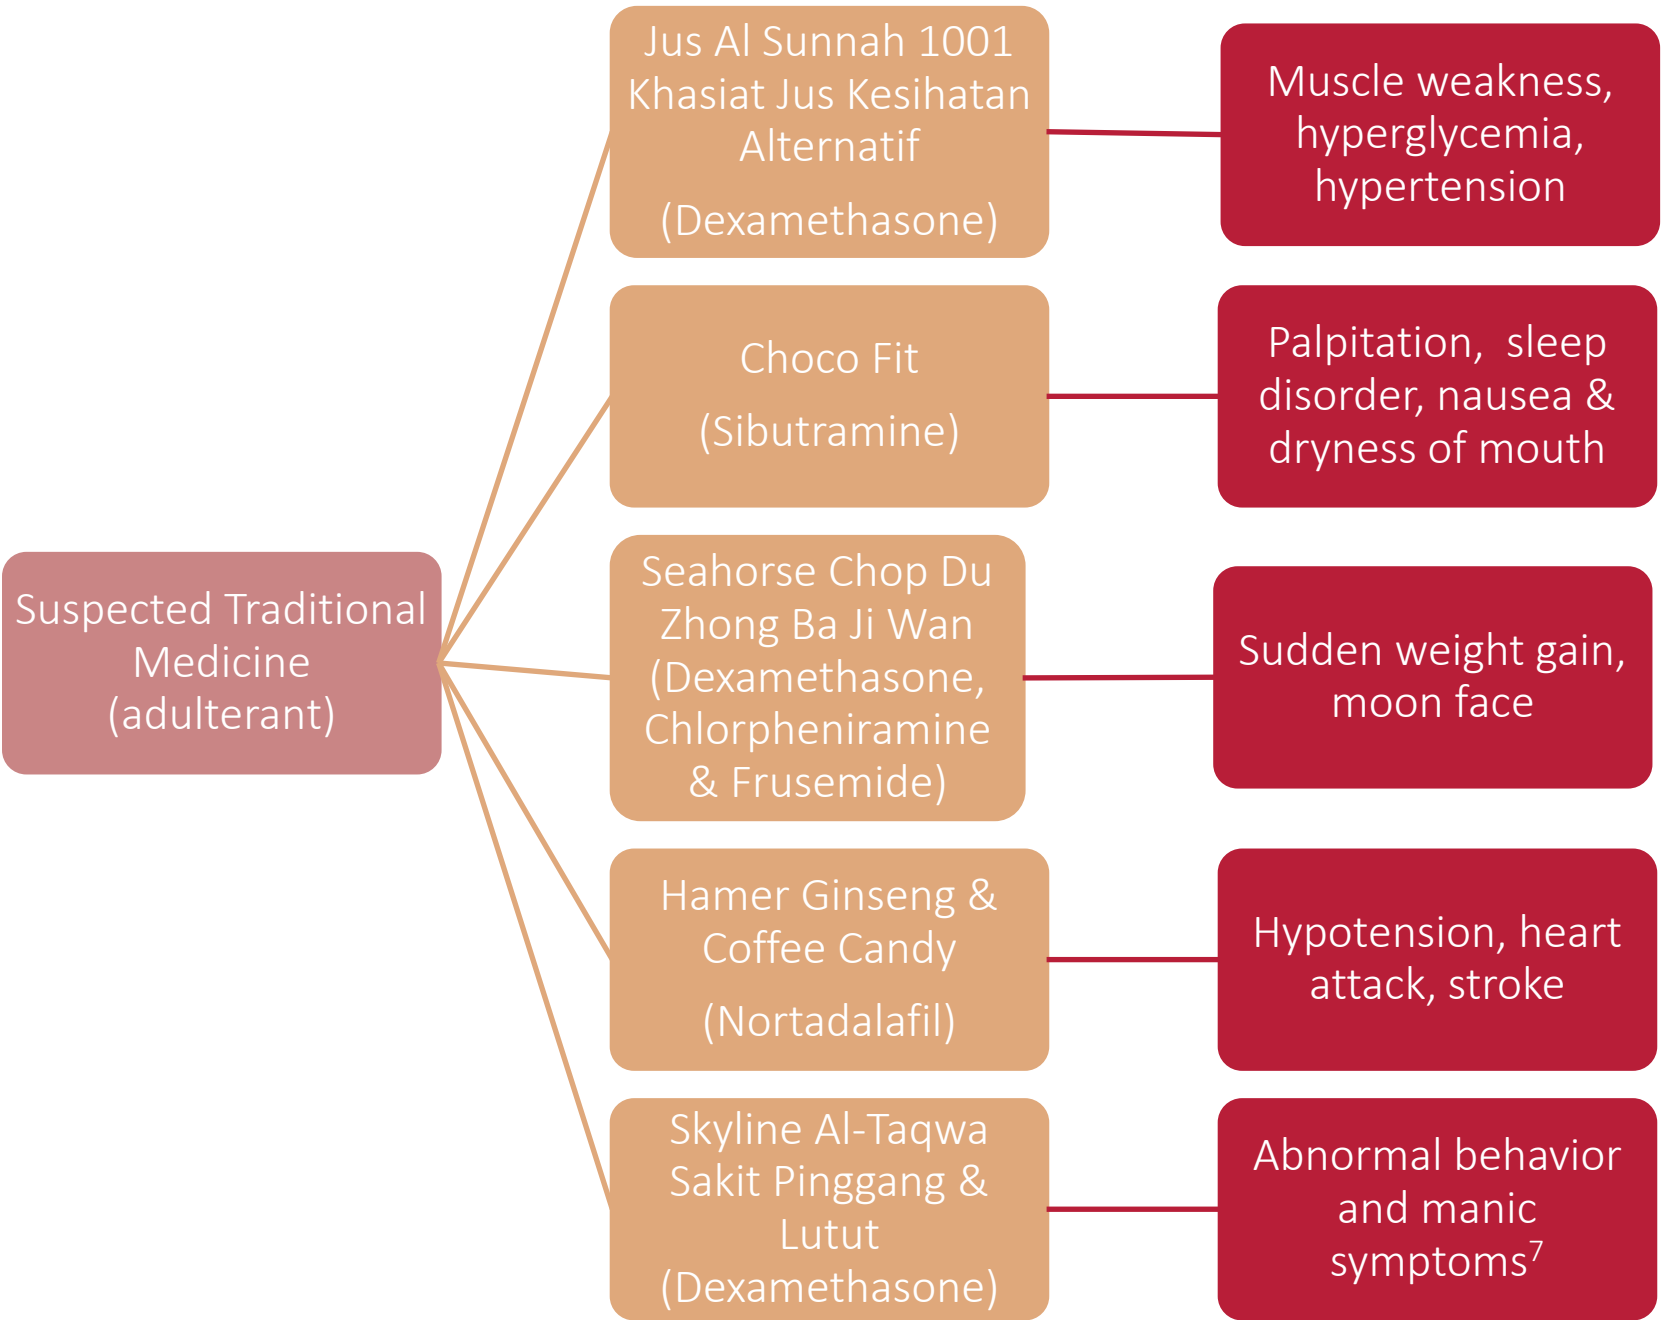 Suspected Traditional
Medicine
(adulterant)
Jus Al Sunnah 1001
Khasiat Jus Kesihatan
Alternatif
(Dexamethasone)
Muscle weakness,
hyperglycemia,
hypertension
Choco Fit
(Sibutramine)
Palpitation,  sleep
disorder, nausea &
dryness of mouth
Seahorse Chop Du
Zhong Ba Ji Wan
(Dexamethasone,
Chlorpheniramine
& Frusemide)
Sudden weight gain,
moon face
Hamer Ginseng &
Coffee Candy
(Nortadalafil)
Hypotension, heart
attack, stroke
Skyline Al-Taqwa
Sakit Pinggang &
Lutut
(Dexamethasone)
Abnormal behavior
and manic
symptoms⁷